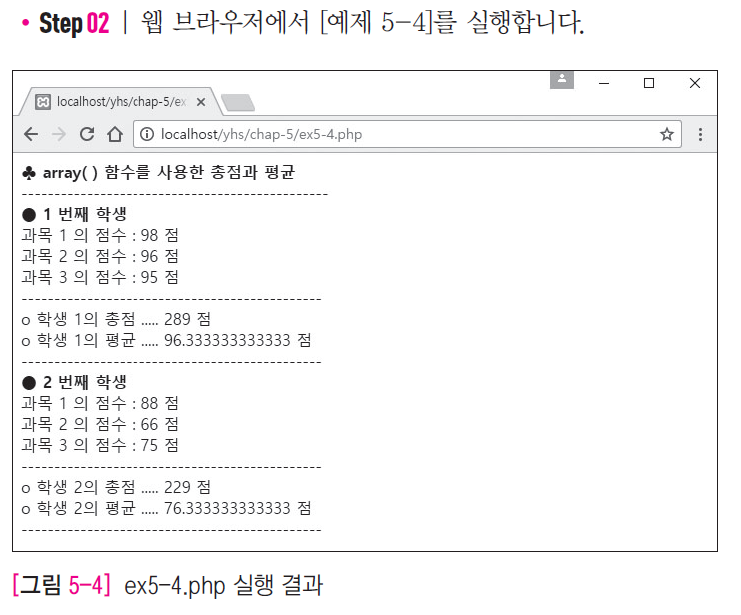 • Step 02 | 웹 브라우저에서 [예제 5-4]를 실행합니다.
localhost/yhs/chap-5/ex
localhost/yhs/chap-5/ex5-4.php
♣ array( ) 함수를 사용한 총점과 평균
-------------------------------------------
● 1 번째 학생
과목 1 의 점수 : 98 점
과목 2 의 점수 : 96 점
과목 3 의 점수 : 95 점
-------------------------------------------
o 학생 1의 총점 ..... 289 점
o 학생 1의 평균 ..... 96.333333333333 점
-------------------------------------------
● 2 번째 학생
과목 1 의 점수 : 88 점
과목 2 의 점수 : 66 점
과목 3 의 점수 : 75 점
-------------------------------------------
o 학생 2의 총점 ..... 229 점
o 학생 2의 평균 ..... 76.333333333333 점
-------------------------------------------
[그림 5-4] ex5-4.php 실행 결과